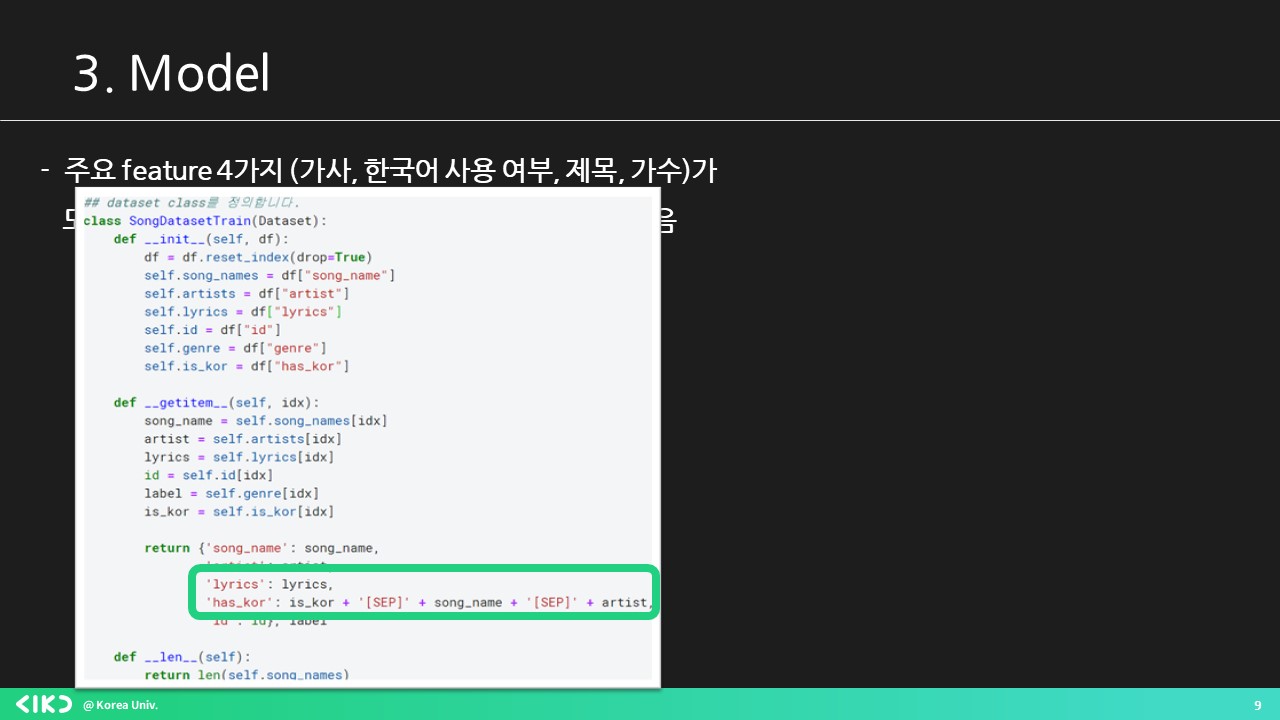 3. Model
- 주요 feature 4가지 (가사, 한국어 사용 여부, 제목, 가수)가
음
## dataset class를 정의합니다.
class SongDatasetTrain(Dataset):
    def __init__(self, df):
        df = df.reset_index(drop=True)
        self.song_names = df["song_name"]
        self.artists = df["artist"]
        self.lyrics = df["lyrics"]
        self.id = df["id"]
        self.genre = df["genre"]
        self.is_kor = df["has_kor"]
    def __getitem__(self, idx):
        song_name = self.song_names[idx]
        artist = self.artists[idx]
        lyrics = self.lyrics[idx]
        id = self.id[idx]
        label = self.genre[idx]
        is_kor = self.is_kor[idx]
        return {'song_name': song_name,
                'lyrics': lyrics,
                'has_kor': is_kor + '[SEP]' + song_name + '[SEP]' + artist,
                'id': id}, label
    def __len__(self):
        return len(self.song_names)
@ Korea Univ.
9